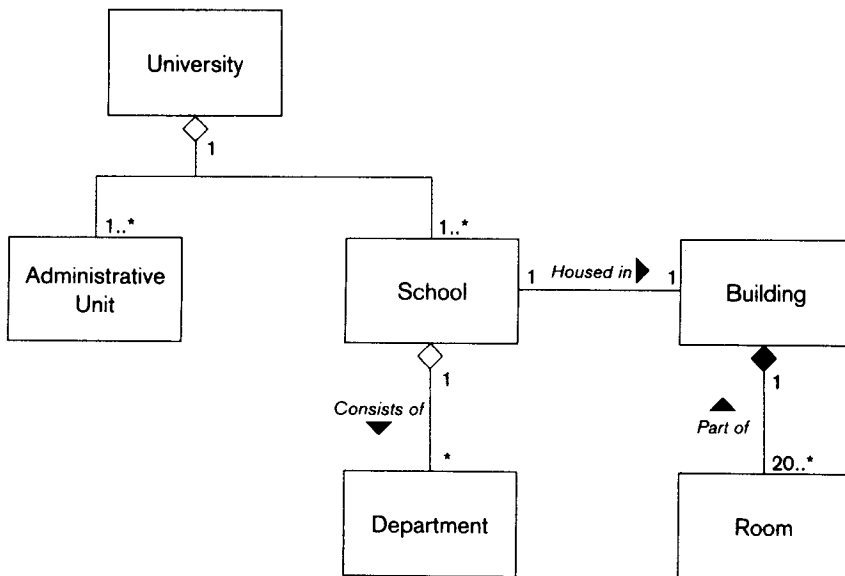 University
1
1..*
1..*
Administrative
Unit
School
1
Housed in
1
Building
1
1
Consists of
Part of
*
20..*
Department
Room